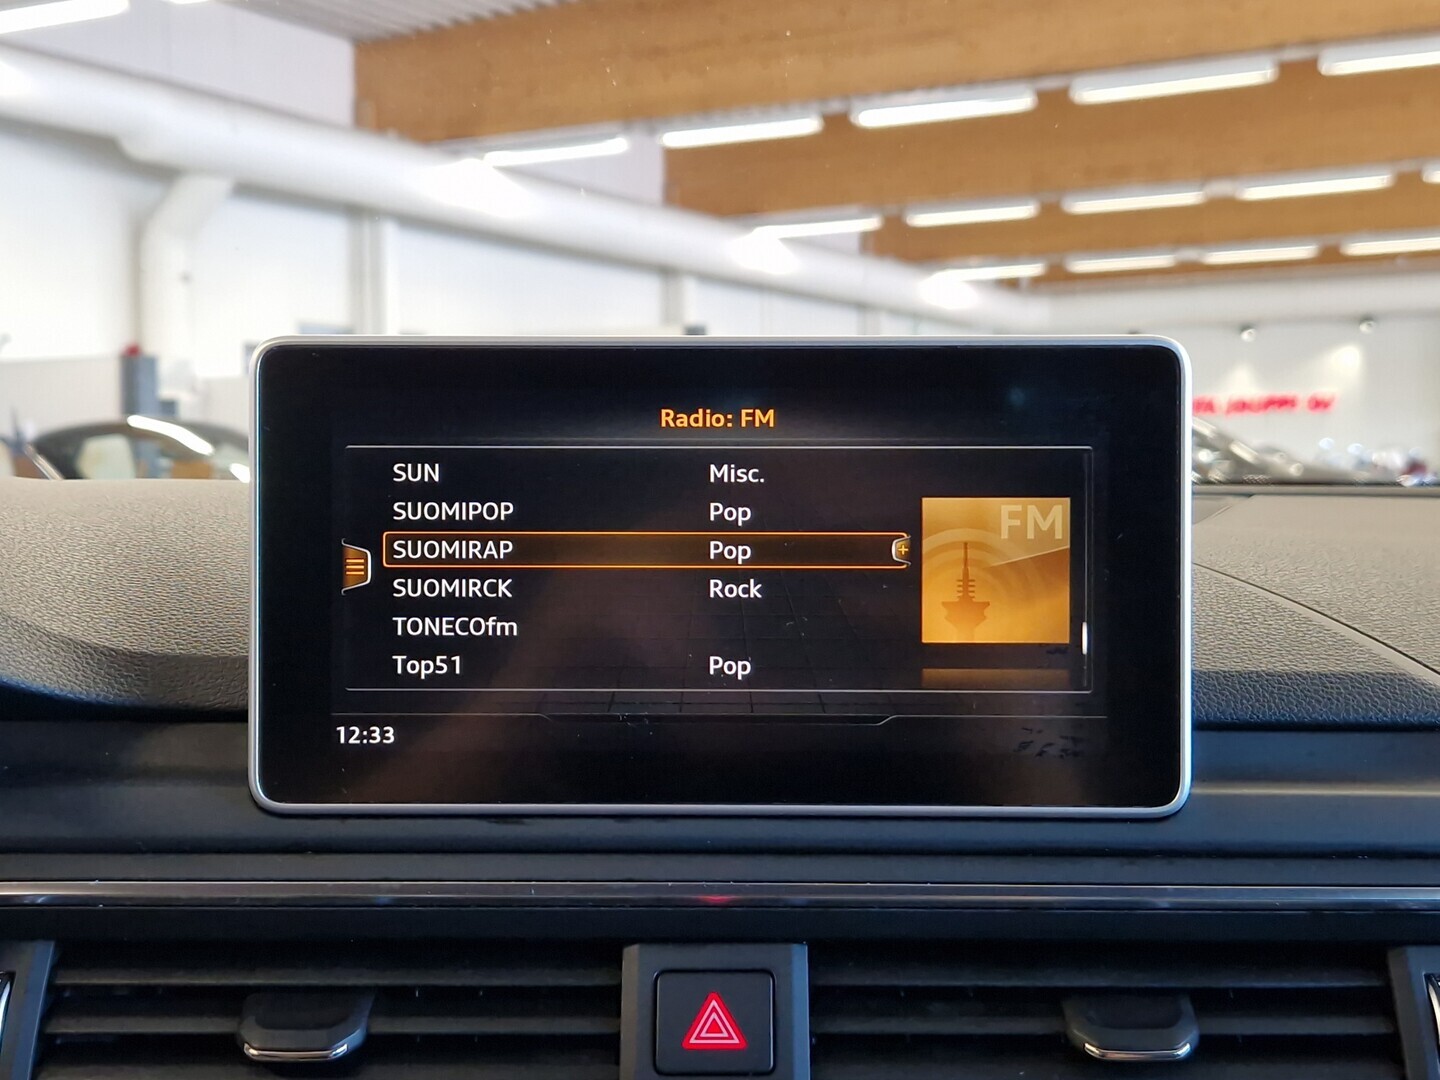 Radio: FM
SUN Misc.
SUOMIPOP Pop
SUOMIRAP Pop
SUOMIRCK Rock
TONECOfm
Top51 Pop
FM
12:33